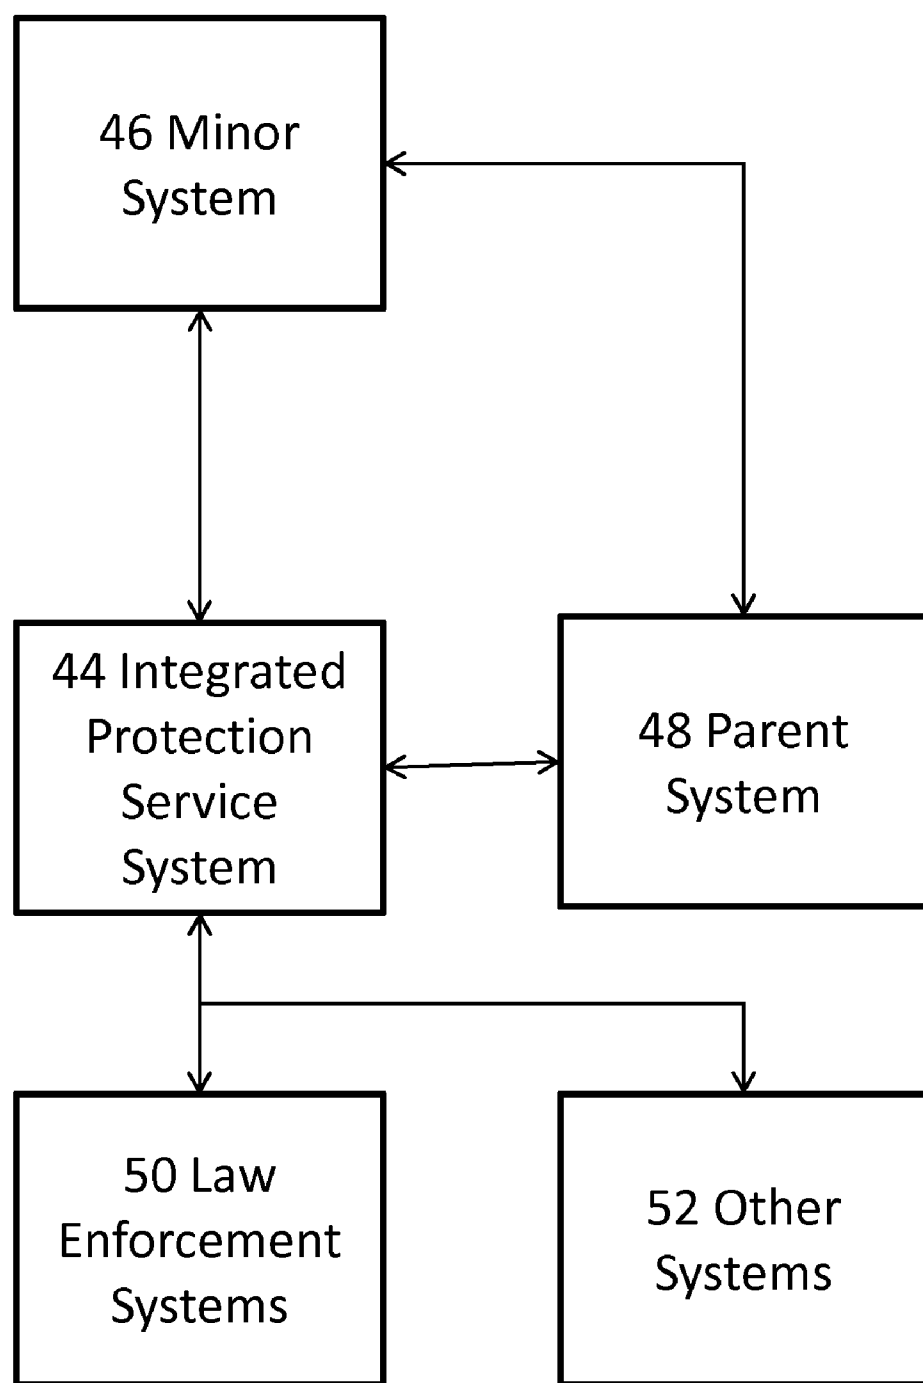 46 Minor
System
44 Integrated
Protection
Service
System
48 Parent
System
50 Law
Enforcement
Systems
52 Other
Systems